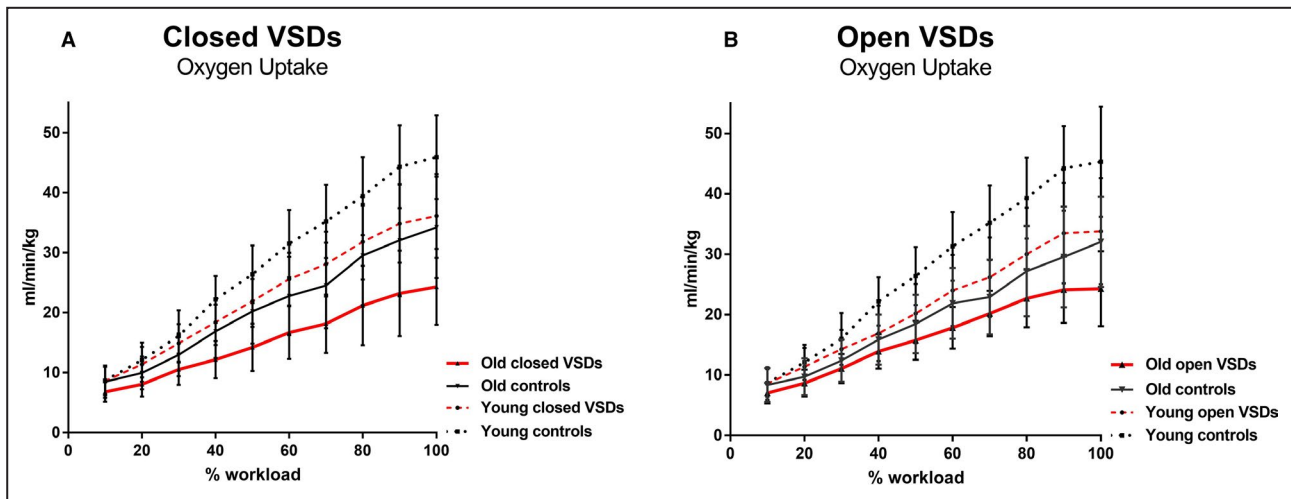 A
Closed VSDs
Oxygen Uptake
ml/min/kg
50
40
30
20
10
0
0
20
40
60
80
100
% workload
Old closed VSDs
Old controls
Young closed VSDs
Young controls
B
Open VSDs
Oxygen Uptake
ml/min/kg
50
40
30
20
10
0
0
20
40
60
80
100
% workload
Old open VSDs
Old controls
Young open VSDs
Young controls